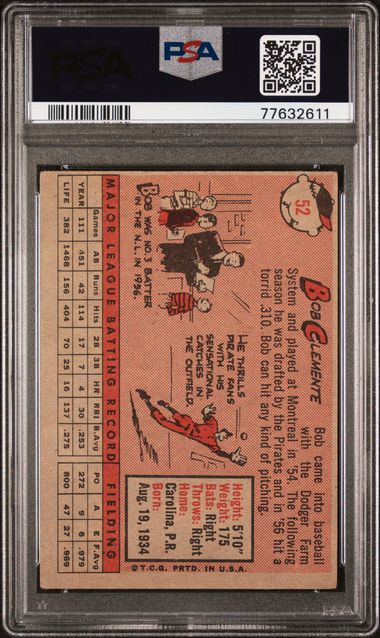 PSA
PSA
77632611
52
BOB CLEMENTE
Bob came into baseball
with the Dodger Farm
System and played at Montreal in '54. The following
season he was drafted by the Pirates and in '56 hit a
torrid .310. Bob can hit any kind of pitching.
BOB WAS NO. 3 BATTER
IN THE N.L. IN 1956.
HE THRILLS
PIRATE FANS
WITH HIS
SENSATIONAL
CATCHES IN
THE OUTFIELD.
Height: 5'10"
Weight: 175
Bats: Right
Throws: Right
Home:
Carolina, P.R.
Born:
Aug. 19, 1934
MAJOR LEAGUE BATTING RECORD FIELDING
Games AB Runs Hits 2B 3B HR RBI B.Avg PO A E F.Avg
YEAR 111 451 42 114 17 7 4 30 .253 272 9 6 .979
LIFE 382 1468 156 404 70 25 16 137 .275 800 47 27 .969
© T.C.G. PRTD. IN U.S.A.